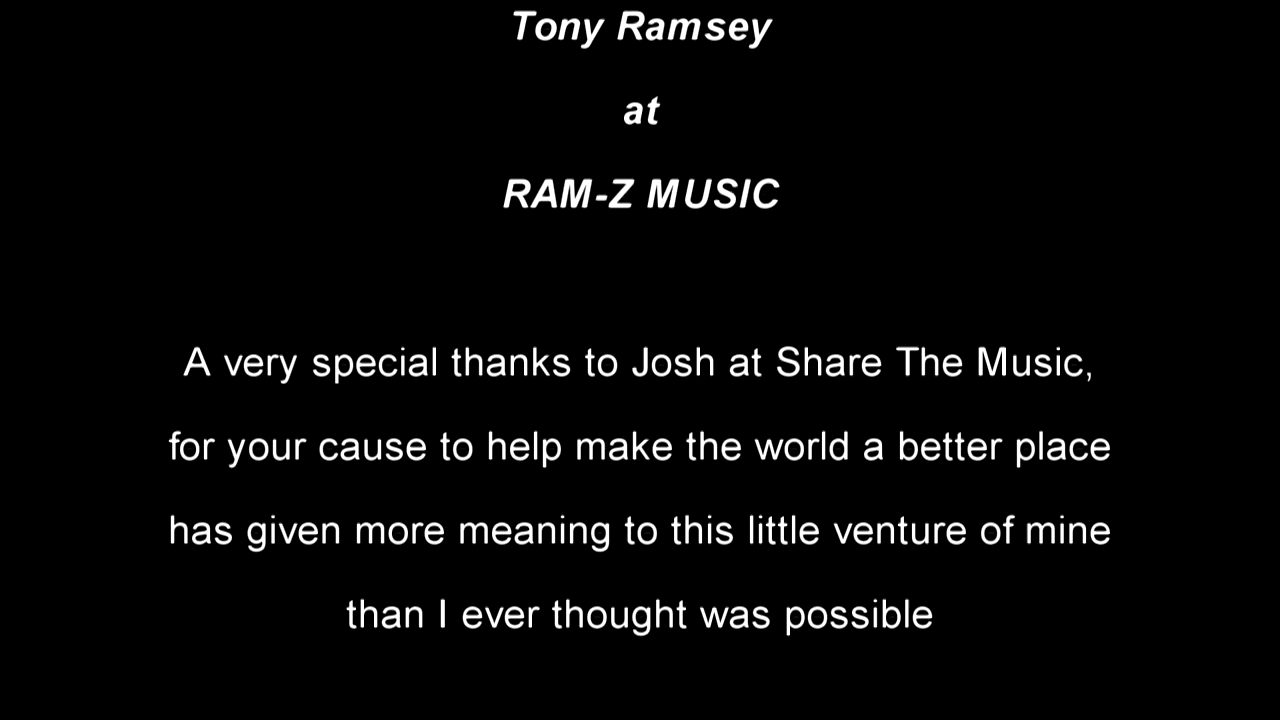 Tony Ramsey
at
RAM-Z MUSIC
A very special thanks to Josh at Share The Music,
for your cause to help make the world a better place
has given more meaning to this little venture of mine
than I ever thought was possible